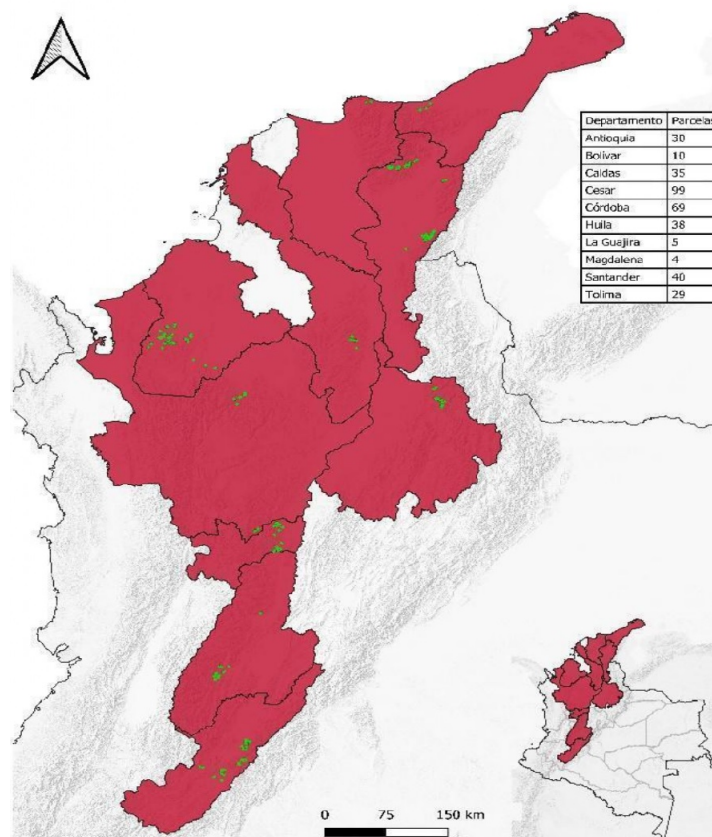 Departamento Parcelas
Antioquia 30
Bolívar 10
Caldas 35
Cesar 99
Córdoba 69
Huila 38
La Guajira 5
Magdalena 4
Santander 40
Tolima 29
0 75 150 km